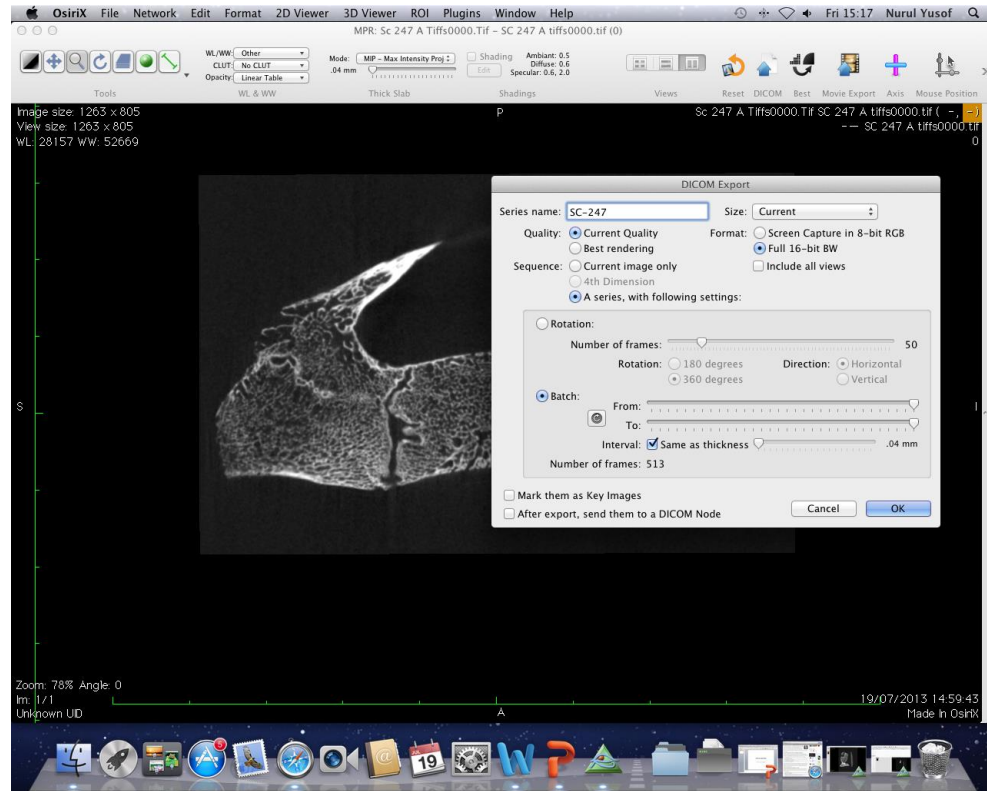 OsiriX File Network Edit Format 2D Viewer 3D Viewer ROI Plugins Window Help Fri 15:17 Nurul Yusof
MPR: Sc 247 A Tiffs0000.Tif – SC 247 A tiffs0000.tif (0)
WL/WW: Other
CLUT: No CLUT
Opacity: Linear Table
Mode: MIP – Max Intensity Proj
.04 mm
Shading
Edit
Ambiant: 0.5
Diffuse: 0.6
Specular: 0.6, 2.0
Tools WL & WW Thick Slab Shadings Views Reset DICOM Best Movie Export Axis Mouse Position
Image size: 1263 x 805
View size: 1263 x 805
WL: 28157 WW: 52669
P
Sc 247 A Tiffs0000.Tif SC 247 A tiffs0000.tif ( -, -)
-- SC 247 A tiffs0000.tif
0
S
I
DICOM Export
Series name: SC-247 Size: Current
Quality: Current Quality Format: Screen Capture in 8-bit RGB
Best rendering Full 16-bit BW
Sequence: Current image only Include all views
4th Dimension
A series, with following settings:
Rotation:
Number of frames: 50
Rotation: 180 degrees Direction: Horizontal
360 degrees Vertical
Batch:
From:
To:
Interval: Same as thickness .04 mm
Number of frames: 513
Mark them as Key Images
After export, send them to a DICOM Node
Cancel OK
Zoom: 78% Angle: 0
Im: 1/1
Unknown UID
A
19/07/2013 14:59:43
Made In OsiriX
5
19